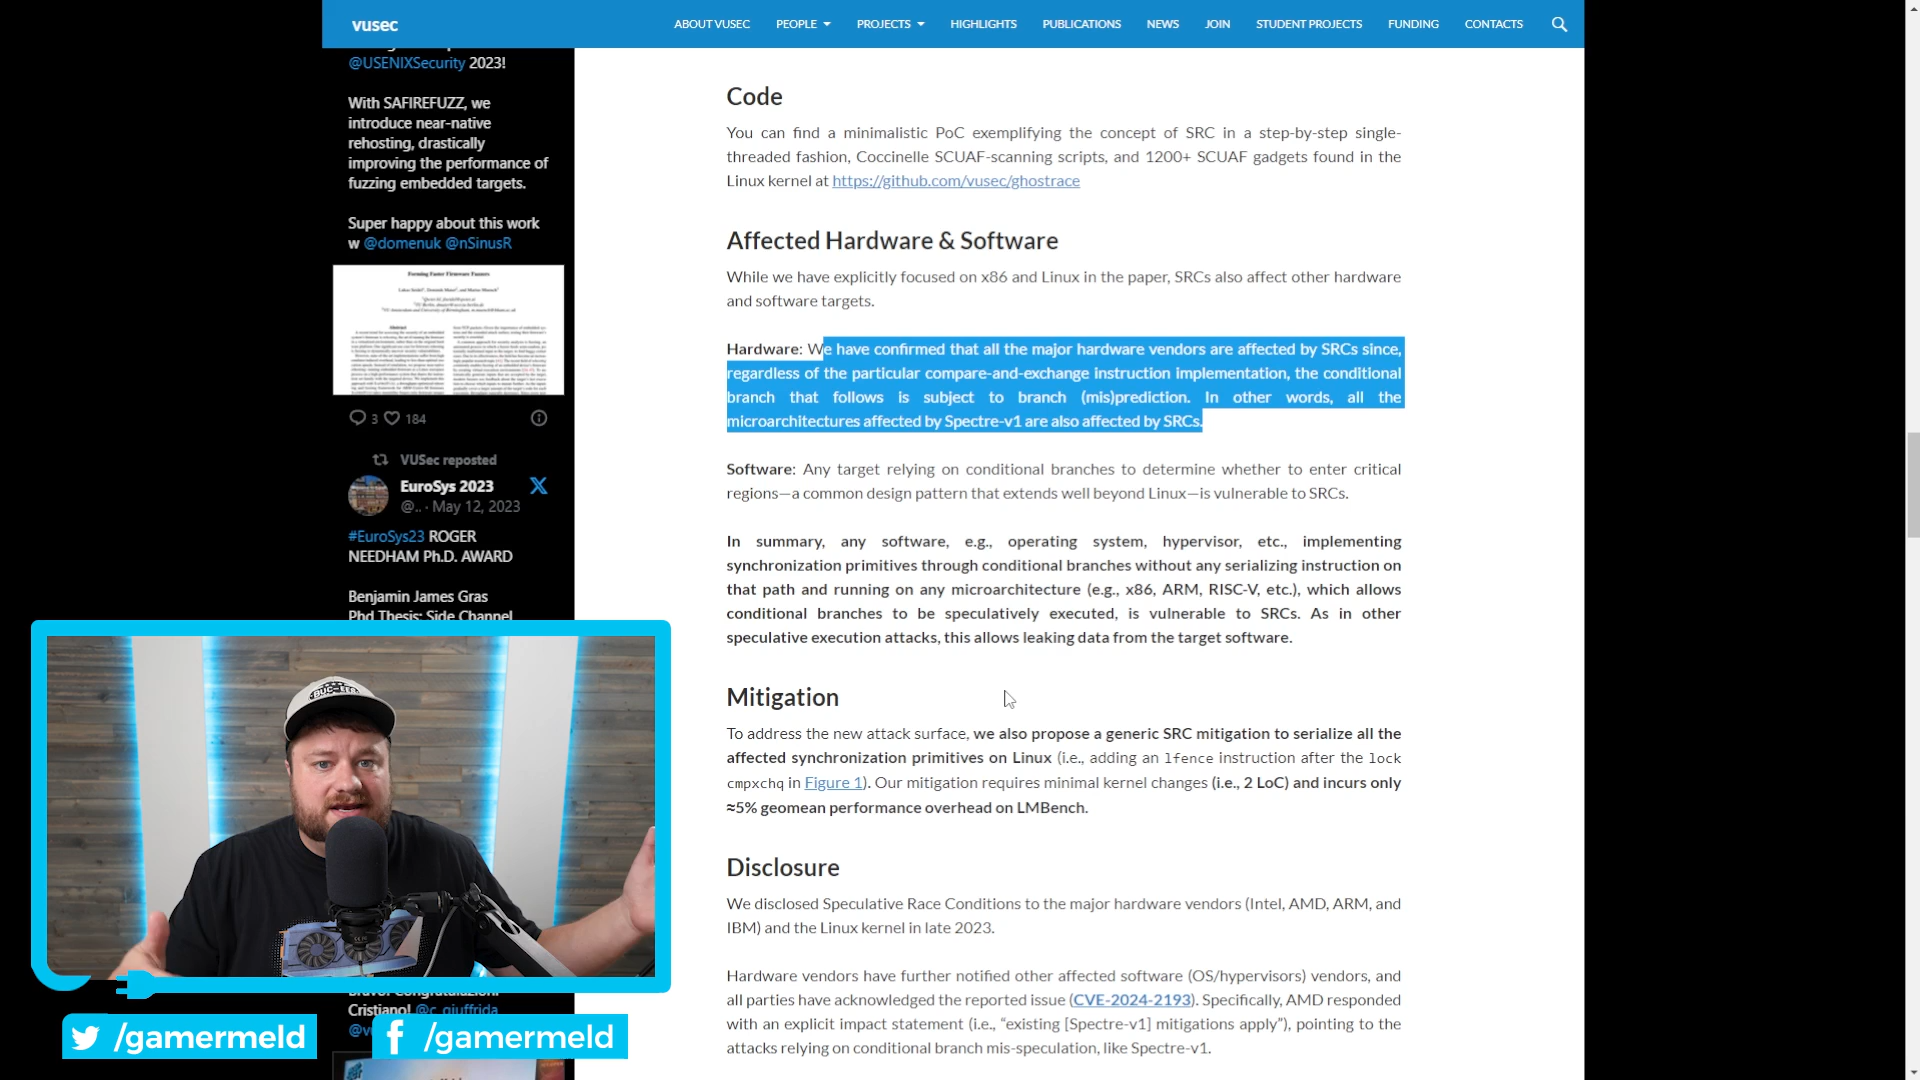 vusec
ABOUT VUSEC
PEOPLE
PROJECTS
HIGHLIGHTS
PUBLICATIONS
NEWS
JOIN
STUDENT PROJECTS
FUNDING
CONTACTS
@USENIXSecurity 2023!
With SAFIREFUZZ, we
introduce near-native
rehosting, drastically
improving the performance of
fuzzing embedded targets.
Super happy about this work
w @domenuk @nSinusR
Forming Faster Firmware Fuzzers
Abstract
3 184
VUSec reposted
EuroSys 2023
@.. · May 12, 2023
#EuroSys23 ROGER
NEEDHAM Ph.D. AWARD
Benjamin James Gras
Phd Thesis: Side Channel
BUC-EE'S
Cristiano! @c_giuffrida
/gamermeld
/gamermeld
Code
You can find a minimalistic PoC exemplifying the concept of SRC in a step-by-step single-
threaded fashion, Coccinelle SCUAF-scanning scripts, and 1200+ SCUAF gadgets found in the
Linux kernel at https://github.com/vusec/ghostrace
Affected Hardware & Software
While we have explicitly focused on x86 and Linux in the paper, SRCs also affect other hardware
and software targets.
Hardware: We have confirmed that all the major hardware vendors are affected by SRCs since,
regardless of the particular compare-and-exchange instruction implementation, the conditional
branch that follows is subject to branch (mis)prediction. In other words, all the
microarchitectures affected by Spectre-v1 are also affected by SRCs.
Software: Any target relying on conditional branches to determine whether to enter critical
regions—a common design pattern that extends well beyond Linux—is vulnerable to SRCs.
In summary, any software, e.g., operating system, hypervisor, etc., implementing
synchronization primitives through conditional branches without any serializing instruction on
that path and running on any microarchitecture (e.g., x86, ARM, RISC-V, etc.), which allows
conditional branches to be speculatively executed, is vulnerable to SRCs. As in other
speculative execution attacks, this allows leaking data from the target software.
Mitigation
To address the new attack surface, we also propose a generic SRC mitigation to serialize all the
affected synchronization primitives on Linux (i.e., adding an lfence instruction after the lock
cmpxchq in Figure 1). Our mitigation requires minimal kernel changes (i.e., 2 LoC) and incurs only
≈5% geomean performance overhead on LMBench.
Disclosure
We disclosed Speculative Race Conditions to the major hardware vendors (Intel, AMD, ARM, and
IBM) and the Linux kernel in late 2023.
Hardware vendors have further notified other affected software (OS/hypervisors) vendors, and
all parties have acknowledged the reported issue (CVE-2024-2193). Specifically, AMD responded
with an explicit impact statement (i.e., “existing [Spectre-v1] mitigations apply”), pointing to the
attacks relying on conditional branch mis-speculation, like Spectre-v1.